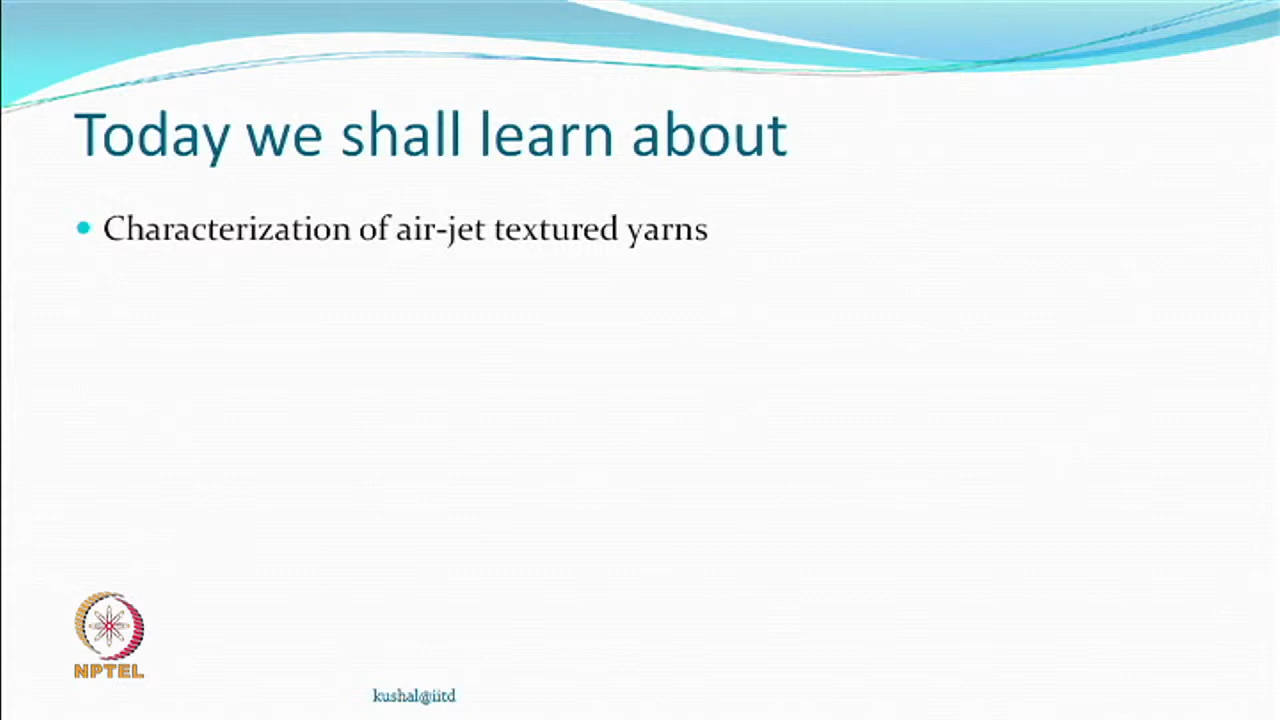 Today we shall learn about
Characterization of air-jet textured yarns
NPTEL
kushal@iitd